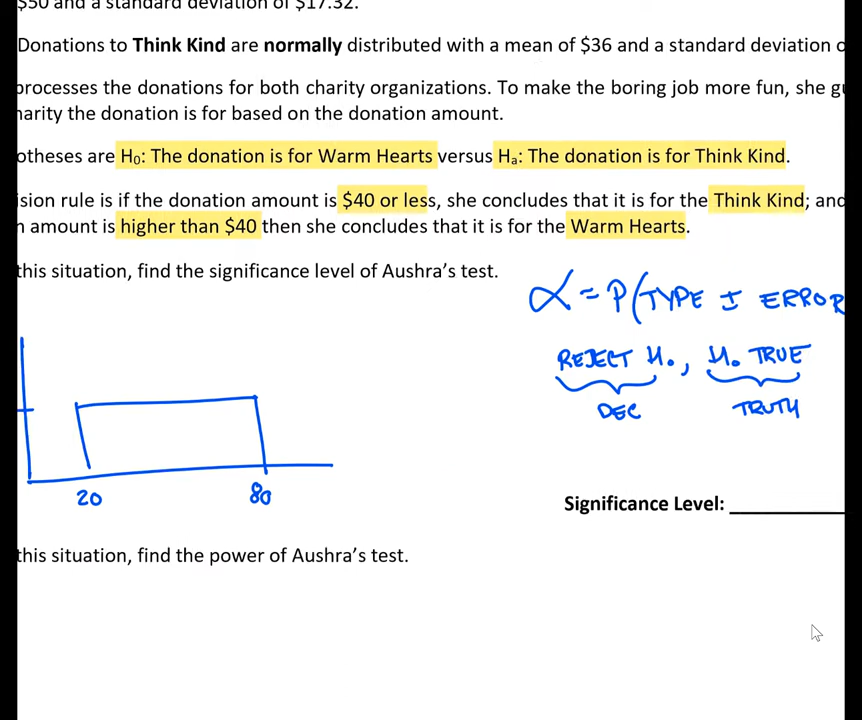 $50 and a standard deviation of $17.32.
Donations to Think Kind are normally distributed with a mean of $36 and a standard deviation o
processes the donations for both charity organizations. To make the boring job more fun, she gu
harity the donation is for based on the donation amount.
otheses are H₀: The donation is for Warm Hearts versus Hₐ: The donation is for Think Kind.
ision rule is if the donation amount is $40 or less, she concludes that it is for the Think Kind; and
n amount is higher than $40 then she concludes that it is for the Warm Hearts.
this situation, find the significance level of Aushra's test.
α = P(TYPE I ERROR
REJECT H₀, H₀ TRUE
DEC TRUTH
20 80
Significance Level: ___________
this situation, find the power of Aushra's test.